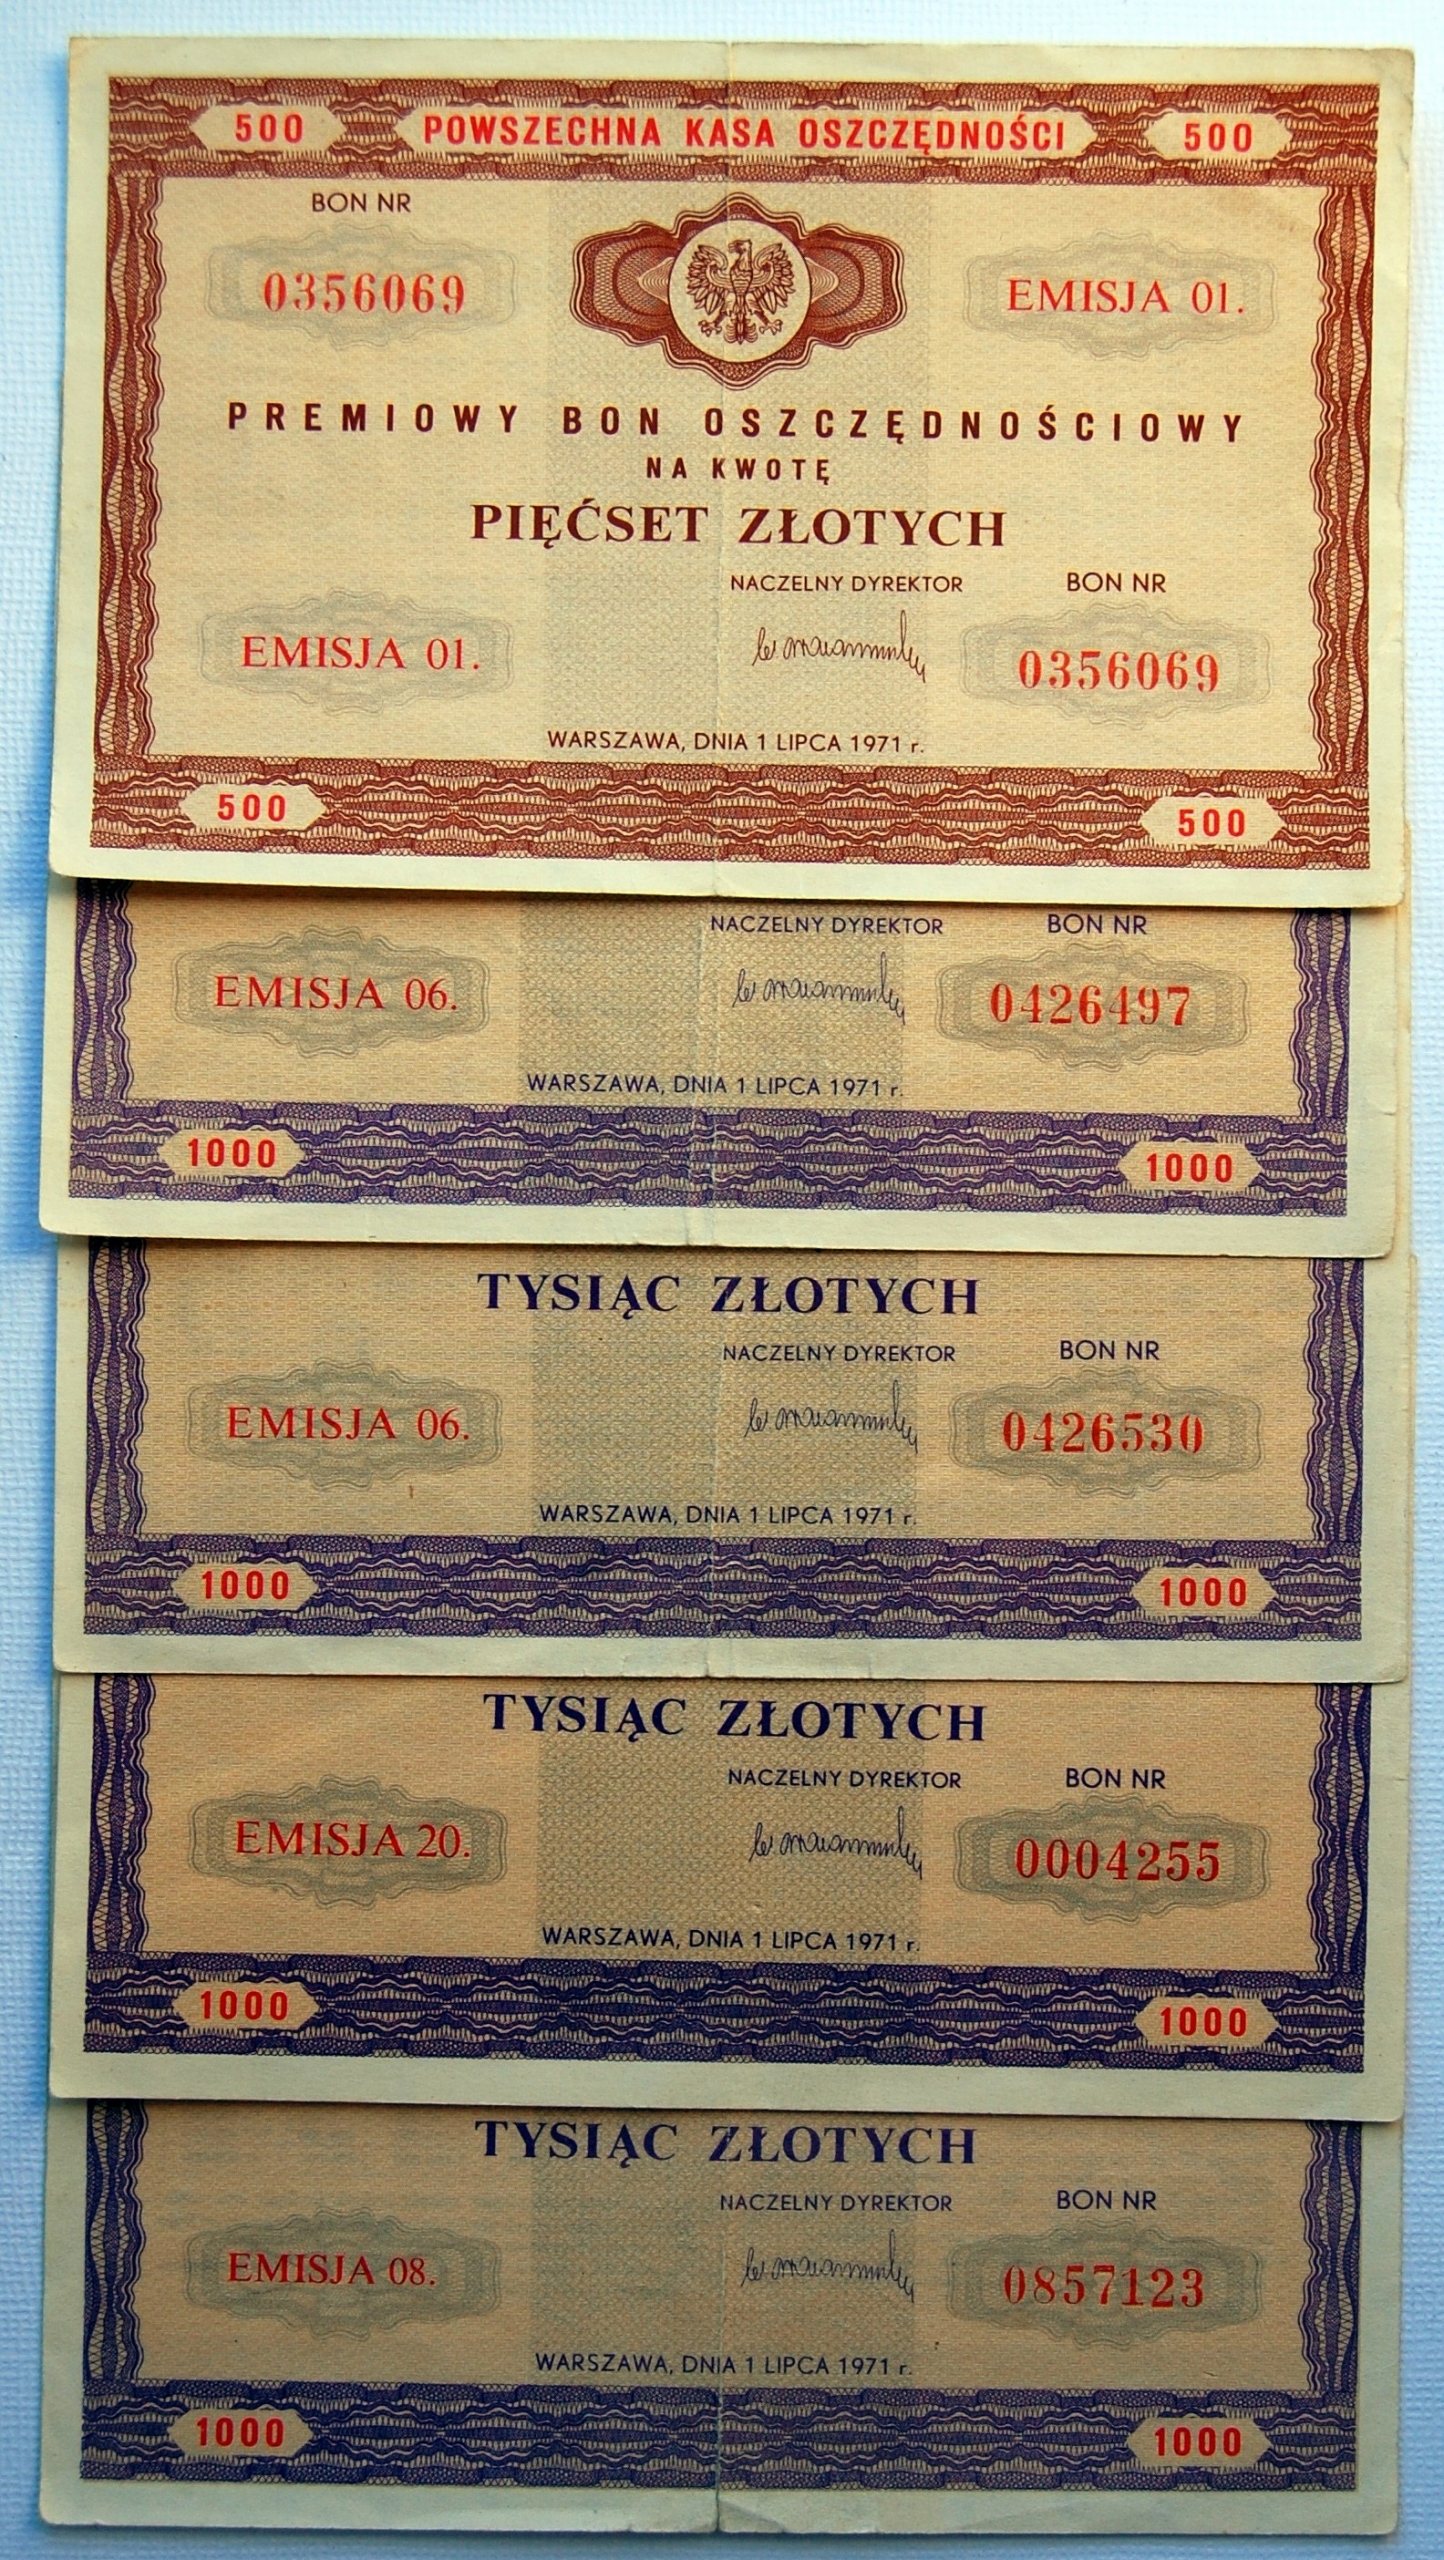 500 POWSZECHNA KASA OSZCZĘDNOŚCI 500
BON NR
0356069 EMISJA 01.
PREMIOWY BON OSZCZĘDNOŚCIOWY
NA KWOTĘ
PIĘĆSET ZŁOTYCH
NACZELNY DYREKTOR BON NR
EMISJA 01. 0356069
WARSZAWA, DNIA 1 LIPCA 1971 r.
500 500
NACZELNY DYREKTOR BON NR
EMISJA 06. 0426497
WARSZAWA, DNIA 1 LIPCA 1971 r.
1000 1000
TYSIĄC ZŁOTYCH
NACZELNY DYREKTOR BON NR
EMISJA 06. 0426530
WARSZAWA, DNIA 1 LIPCA 1971 r.
1000 1000
TYSIĄC ZŁOTYCH
NACZELNY DYREKTOR BON NR
EMISJA 20. 0004255
WARSZAWA, DNIA 1 LIPCA 1971 r.
1000 1000
TYSIĄC ZŁOTYCH
NACZELNY DYREKTOR BON NR
EMISJA 08. 0857123
WARSZAWA, DNIA 1 LIPCA 1971 r.
1000 1000